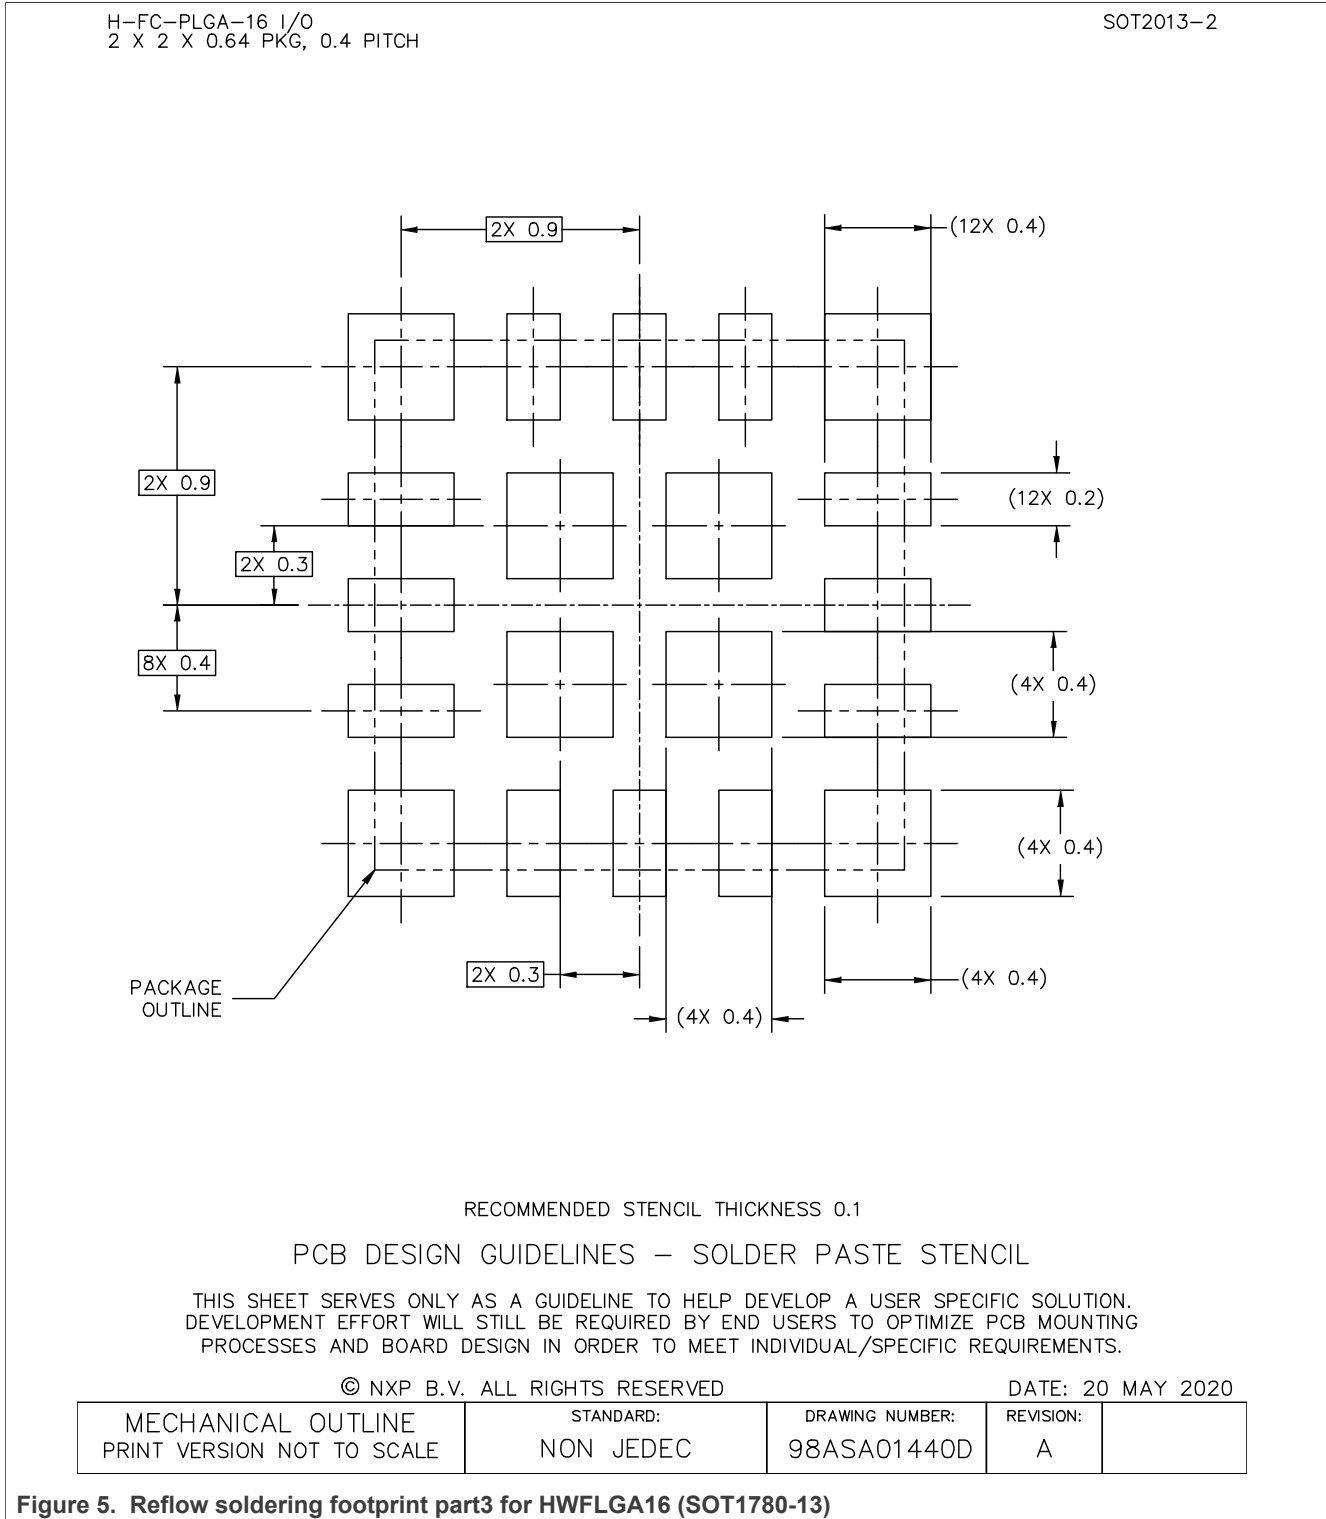 H-FC-PLGA-16 I/O
2 X 2 X 0.64 PKG, 0.4 PITCH
SOT2013-2
2X 0.9
(12X 0.4)
2X 0.9
(12X 0.2)
2X 0.3
8X 0.4
(4X 0.4)
(4X 0.4)
2X 0.3
(4X 0.4)
(4X 0.4)
PACKAGE
OUTLINE
RECOMMENDED STENCIL THICKNESS 0.1
PCB DESIGN GUIDELINES - SOLDER PASTE STENCIL
THIS SHEET SERVES ONLY AS A GUIDELINE TO HELP DEVELOP A USER SPECIFIC SOLUTION.
DEVELOPMENT EFFORT WILL STILL BE REQUIRED BY END USERS TO OPTIMIZE PCB MOUNTING
PROCESSES AND BOARD DESIGN IN ORDER TO MEET INDIVIDUAL/SPECIFIC REQUIREMENTS.
© NXP B.V. ALL RIGHTS RESERVED
DATE: 20 MAY 2020
MECHANICAL OUTLINE
PRINT VERSION NOT TO SCALE
STANDARD:
NON JEDEC
DRAWING NUMBER:
98ASA01440D
REVISION:
A
Figure 5. Reflow soldering footprint part3 for HWFLGA16 (SOT1780-13)